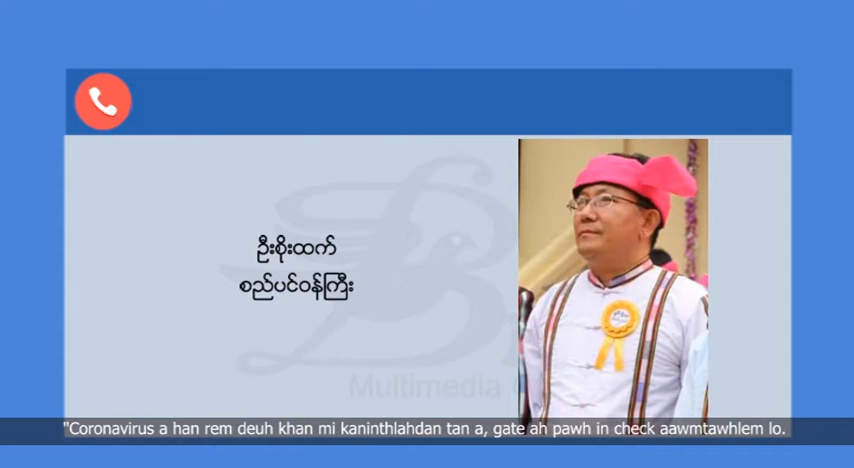 ဦးစိုးထက်
စည်ပင်ဝန်ကြီး
Multimedia
"Coronavirus a han rem deuh khan mi kaninthlahdan tan a, gate ah pawh in check aawmtawhlem lo.